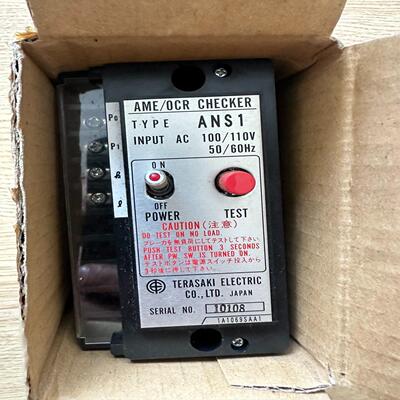 AME/OCR CHECKER
TYPE ANS1
INPUT AC 100/110V
50/60Hz
P0
P1
ON
OFF
POWER TEST
CAUTION(注意)
DO TEST ON NO LOAD.
ブレーカを無負荷にしてテストして下さい
PUSH TEST BUTTON 3 SECONDS
AFTER PW. SW IS TURNED ON.
テストボタンは電源スイッチ投入から
3秒後に押して下さい.
TERASAKI ELECTRIC
CO.,LTD. JAPAN
SERIAL NO. 10108
1A1069SAA1